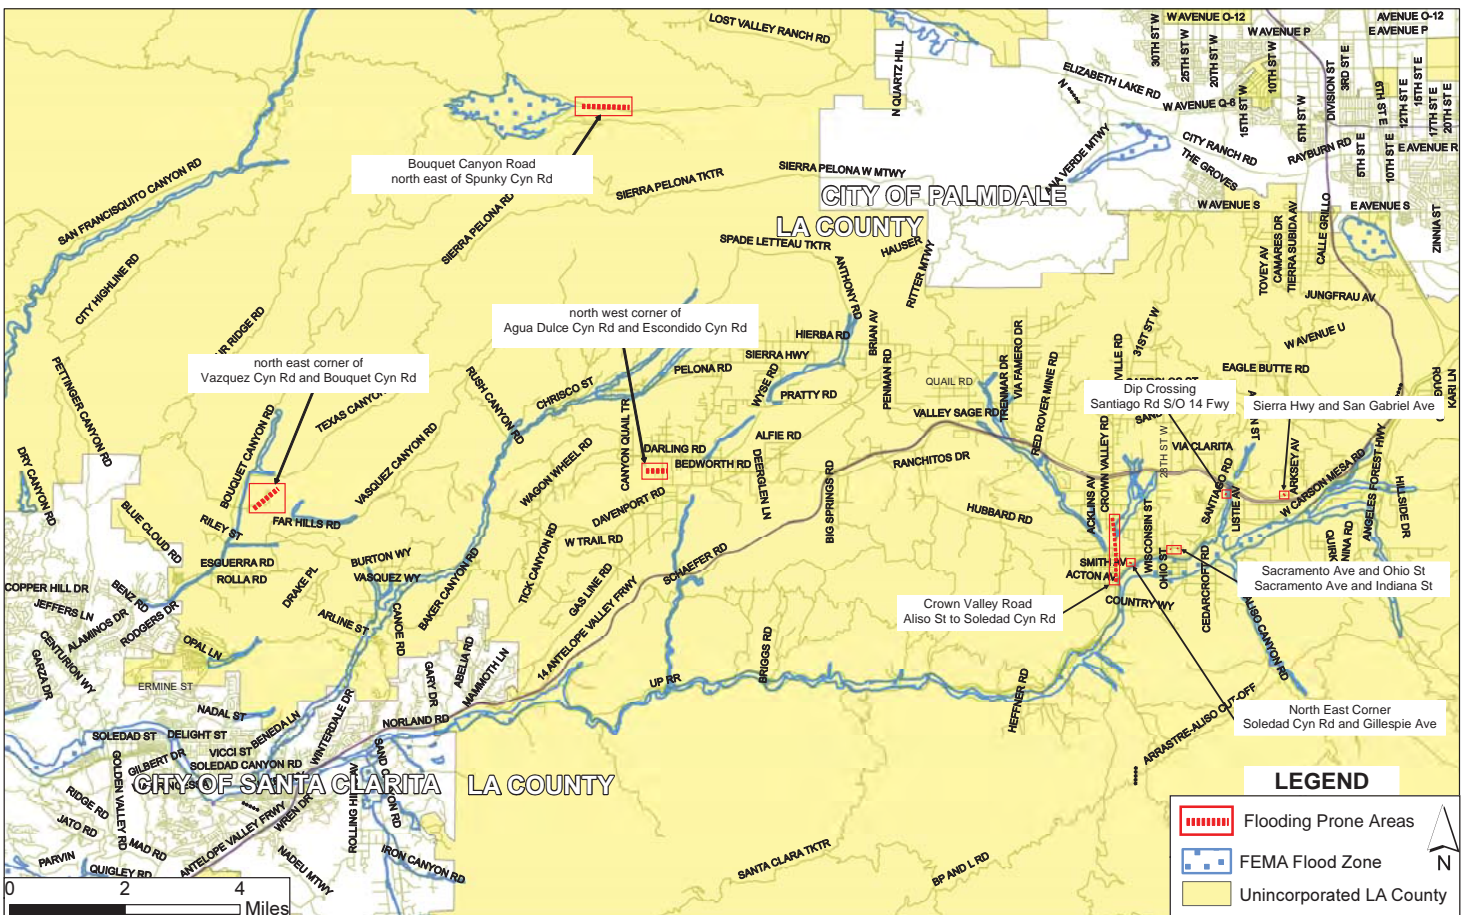 LOST VALLEY RANCH RD
N QUARTZ HILL
30TH ST W
W AVENUE O-12
25TH ST W
20TH ST W
W AVENUE P
10TH ST W
DIVISION ST
3RD ST E
AVENUE O-12
E AVENUE P
6TH ST E
12TH ST E
15TH ST E
17TH ST E
20TH ST E
ELIZABETH LAKE RD
N
W AVENUE Q-6
15TH ST W
5TH ST W
CITY RANCH RD
THE GROVES
RAYBURN RD
5TH ST E
10TH ST E
E AVENUE R
ANA VERDE MTWY
W AVENUE S
E AVENUE S
ZINNIA ST
Bouquet Canyon Road
north east of Spunky Cyn Rd
SAN FRANCISQUITO CANYON RD
SIERRA PELONA TKTR
SIERRA PELONA W MTWY
SIERRA PELONA RD
CITY OF PALMDALE
LA COUNTY
SPADE LETTEAU TKTR
HAUSER
RITTER MTWY
ANTHONY RD
TOVEY AV
CAMARES DR
TIERRA SUBIDA AV
CALLE GRILLO
JUNGFRAU AV
CITY HIGHLINE RD
north west corner of
Agua Dulce Cyn Rd and Escondido Cyn Rd
HIERBA RD
BRIAN AV
SIERRA HWY
PELONA RD
WYSE RD
PRATTY RD
PENMAN RD
QUAIL RD
TRENMAR DR
VIA FAMERO DR
RED ROVER MINE RD
31ST ST W
W AVENUE U
EAGLE BUTTE RD
KARI LN
north east corner of
Vazquez Cyn Rd and Bouquet Cyn Rd
PETTINGER CANYON RD
RUSH CANYON RD
CHRISCO ST
CANYON QUAIL TR
VALLEY SAGE RD
Dip Crossing
Santiago Rd S/O 14 Fwy
Sierra Hwy and San Gabriel Ave
BOUQUET CANYON RD
VASQUEZ CANYON RD
WAGON WHEEL RD
DARLING RD
BEDWORTH RD
ALFIE RD
DEERGLEN LN
BIG SPRINGS RD
RANCHITOS DR
CROWN VALLEY RD
28TH ST W
VIA CLARITA
ARKSEY AV
W CARSON MESA RD
ANGELES FOREST HWY
HILLSIDE DR
DRY CANYON RD
BLUE CLOUD RD
RILEY ST
FAR HILLS RD
DAVENPORT RD
W TRAIL RD
HUBBARD RD
ACKLINS AV
WISCONSIN ST
SANTIAGO RD
LISTIE AV
ESGUERRA RD
ROLLA RD
DRAKE PL
BURTON WY
VASQUEZ WY
BAKER CANYON RD
TICK CANYON RD
GAS LINE RD
SCHAEFER RD
SMITH AV
ACTON AV
OHIO ST
CEDARCROFT RD
Sacramento Ave and Ohio St
Sacramento Ave and Indiana St
COPPER HILL DR
BENZ RD
JEFFERS LN
ALAMINOS DR
RODGERS DR
ARLINE ST
CANOE RD
Crown Valley Road
Aliso St to Soledad Cyn Rd
COUNTRY WY
ALISO CANYON RD
CENTURION WY
GARZA DR
OPAL LN
ERMINE ST
ABELIA RD
GARY DR
MAMMOTH LN
14 ANTELOPE VALLEY FRWY
BRIGGS RD
UP RR
HEFFNER RD
North East Corner
Soledad Cyn Rd and Gillespie Ave
ARRASTRE-ALISO CUT-OFF
NADAL ST
SOLEDAD ST
DELIGHT ST
BENEDA LN
WINTERDALE DR
NORLAND RD
VICCI ST
GILBERT DR
SOLEDAD CANYON RD
GOLDEN VALLEY RD
CITY OF SANTA CLARITA
LA COUNTY
RIDGE RD
JATO RD
MAD RD
PARVIN
QUIGLEY RD
ANTELOPE VALLEY FRWY
WREN DR
NADEU MTWY
IRON CANYON RD
SANTA CLARA TKTR
BP AND L RD
LEGEND
Flooding Prone Areas
FEMA Flood Zone
Unincorporated LA County
N
0 2 4
Miles